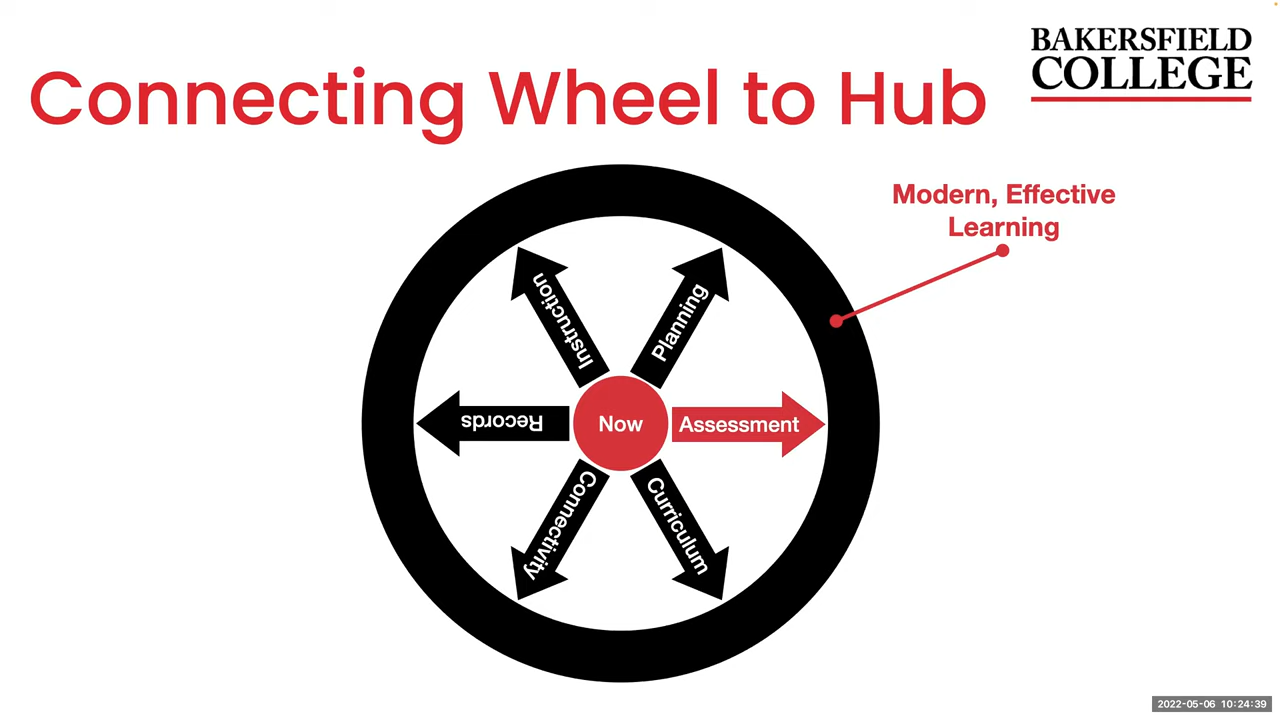 BAKERSFIELD
COLLEGE
Connecting Wheel to Hub
Modern, Effective
Learning
Instruction
Planning
Records
Now
Assessment
Connectivity
Curriculum
2022-05-06 10:24:39